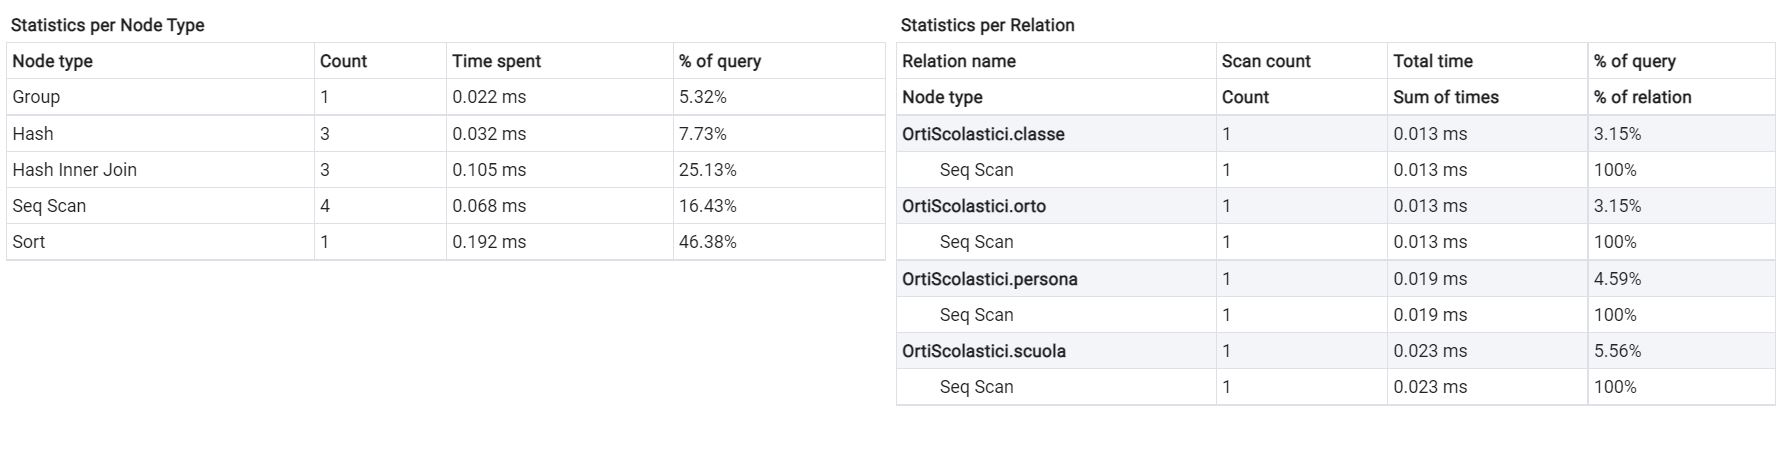 Statistics per Node Type
Node type Count Time spent % of query
Group 1 0.022 ms 5.32%
Hash 3 0.032 ms 7.73%
Hash Inner Join 3 0.105 ms 25.13%
Seq Scan 4 0.068 ms 16.43%
Sort 1 0.192 ms 46.38%
Statistics per Relation
Relation name Scan count Total time % of query
Node type Count Sum of times % of relation
OrtiScolastici.classe 1 0.013 ms 3.15%
Seq Scan 1 0.013 ms 100%
OrtiScolastici.orto 1 0.013 ms 3.15%
Seq Scan 1 0.013 ms 100%
OrtiScolastici.persona 1 0.019 ms 4.59%
Seq Scan 1 0.019 ms 100%
OrtiScolastici.scuola 1 0.023 ms 5.56%
Seq Scan 1 0.023 ms 100%